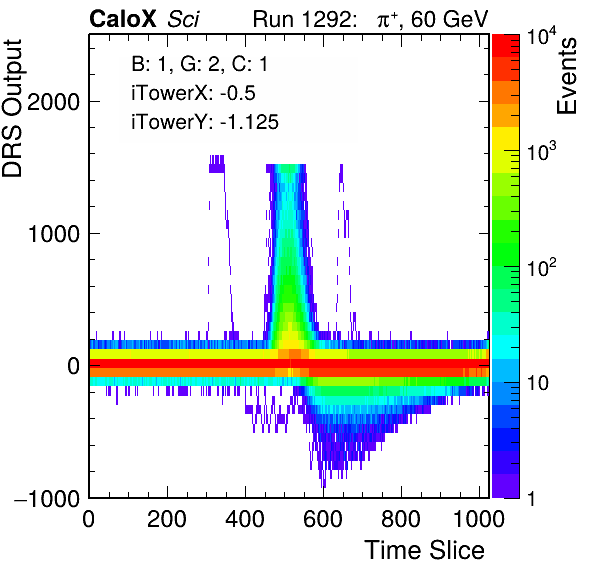 CaloX Sci Run 1292: π⁺, 60 GeV
B: 1, G: 2, C: 1
iTowerX: -0.5
iTowerY: -1.125
DRS Output
2000
1000
0
−1000
0 200 400 600 800 1000
Time Slice
Events
10⁴
10³
10²
10
1